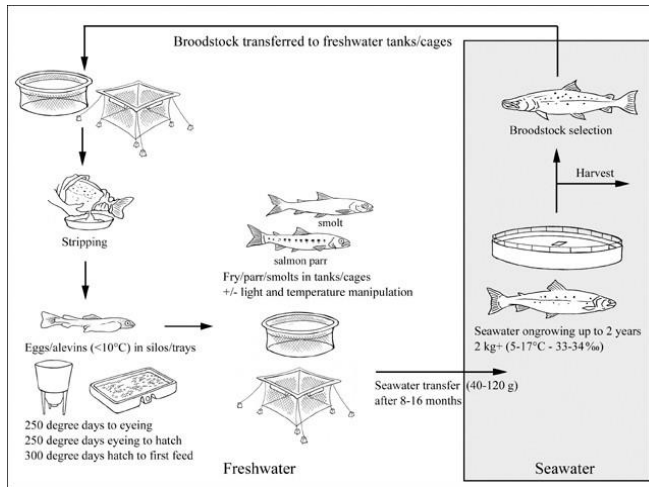 Broodstock transferred to freshwater tanks/cages
Broodstock selection
Harvest
Stripping
smolt
salmon parr
Fry/parr/smolts in tanks/cages
+/- light and temperature manipulation
Eggs/alevins (<10°C) in silos/trays
Seawater ongrowing up to 2 years
2 kg+ (5-17°C - 33-34‰)
Seawater transfer (40-120 g)
after 8-16 months
250 degree days to eyeing
250 degree days eyeing to hatch
300 degree days hatch to first feed
Freshwater
Seawater